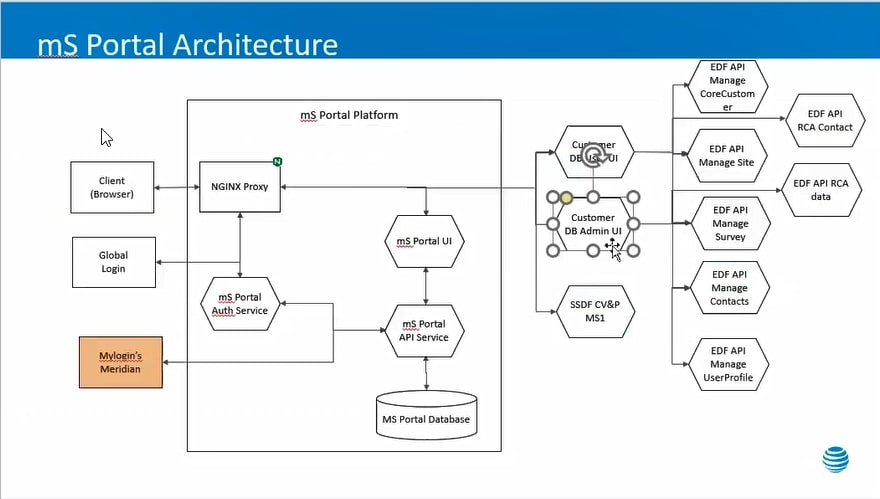 mS Portal Architecture
mS Portal Platform
Client
(Browser)
NGINX Proxy
N
Global
Login
mS Portal
Auth Service
Mylogin's
Meridian
mS Portal UI
mS Portal
API Service
MS Portal Database
Customer
DB User UI
Customer
DB Admin UI
SSDF CV&P
MS1
EDF API
Manage
CoreCustom
er
EDF API
RCA Contact
EDF API
Manage Site
EDF API RCA
data
EDF API
Manage
Survey
EDF API
Manage
Contacts
EDF API
Manage
UserProfile